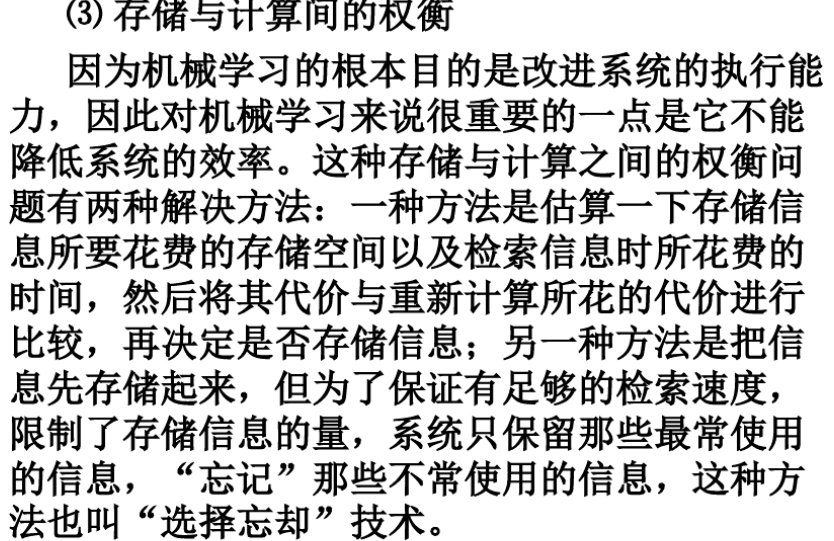 (3) 存储与计算间的权衡
因为机械学习的根本目的是改进系统的执行能
力，因此对机械学习来说很重要的一点是它不能
降低系统的效率。这种存储与计算之间的权衡问
题有两种解决方法：一种方法是估算一下存储信
息所要花费的存储空间以及检索信息时所花费的
时间，然后将其代价与重新计算所花的代价进行
比较，再决定是否存储信息；另一种方法是把信
息先存储起来，但为了保证有足够的检索速度，
限制了存储信息的量，系统只保留那些最常使用
的信息，“忘记”那些不常使用的信息，这种方
法也叫“选择忘却”技术。